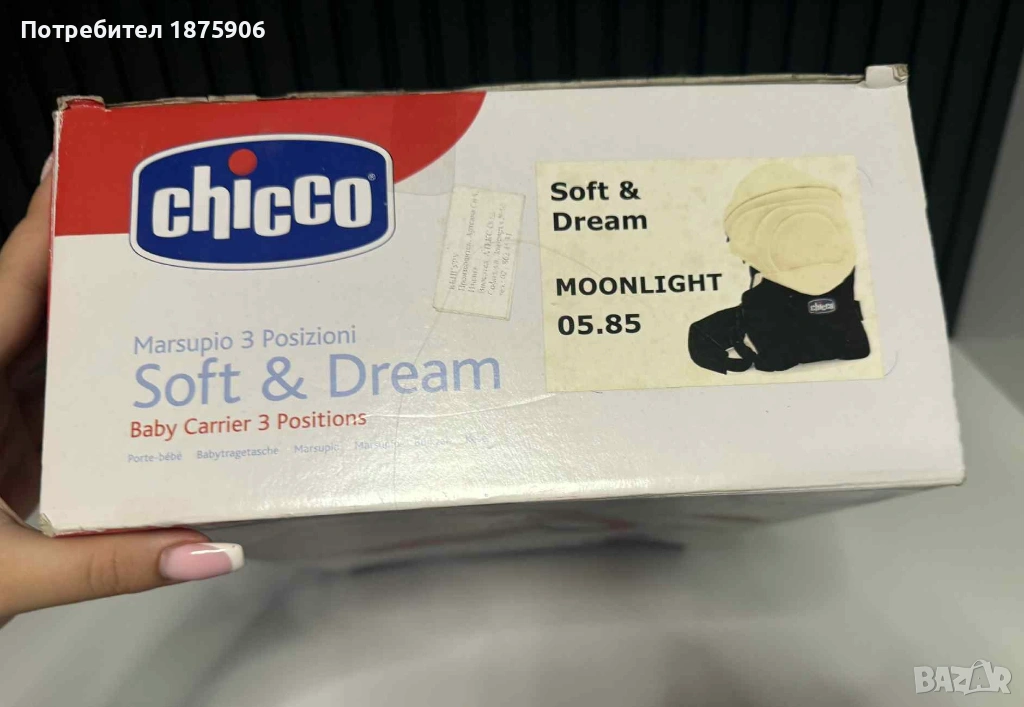 Потребител 1875906
chicco
Soft &
Dream
MOONLIGHT
05.85
chicco
Marsupio 3 Posizioni
Soft & Dream
Baby Carrier 3 Positions
Porte-bébé Babytragetasche Marsupio
BAZAR